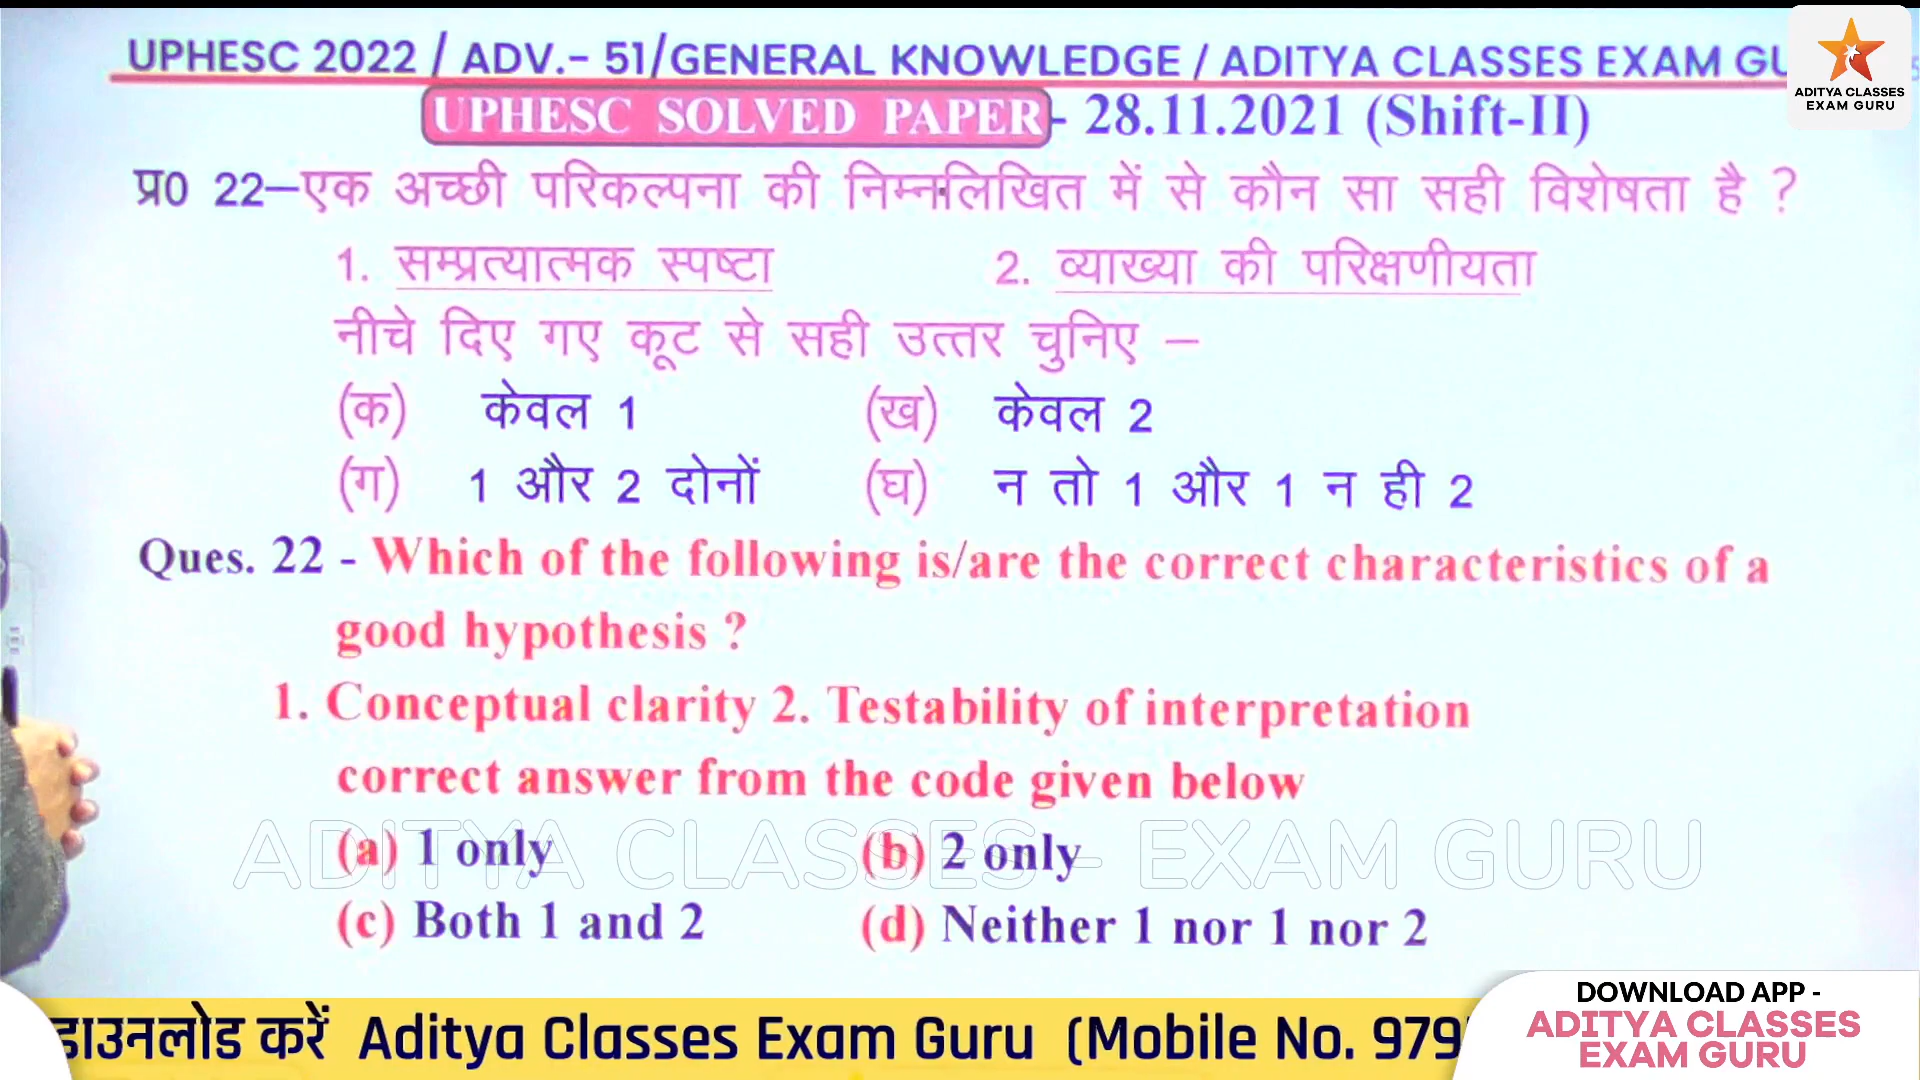 UPHESC 2022 / ADV.- 51/GENERAL KNOWLEDGE / ADITYA CLASSES EXAM GU
ADITYA CLASSES
EXAM GURU
UPHESC SOLVED PAPER - 28.11.2021 (Shift-II)
प्र0 22–एक अच्छी परिकल्पना की निम्नलिखित में से कौन सा सही विशेषता है ?
1. सम्प्रत्यात्मक स्पष्टा 2. व्याख्या की परिक्षणीयता
नीचे दिए गए कूट से सही उत्तर चुनिए –
(क) केवल 1 (ख) केवल 2
(ग) 1 और 2 दोनों (घ) न तो 1 और 1 न ही 2
Ques. 22 - Which of the following is/are the correct characteristics of a
good hypothesis ?
1. Conceptual clarity 2. Testability of interpretation
correct answer from the code given below
(a) 1 only (b) 2 only
ADITYA CLASSES - EXAM GURU
(c) Both 1 and 2 (d) Neither 1 nor 1 nor 2
डाउनलोड करें Aditya Classes Exam Guru (Mobile No. 979
DOWNLOAD APP -
ADITYA CLASSES
EXAM GURU